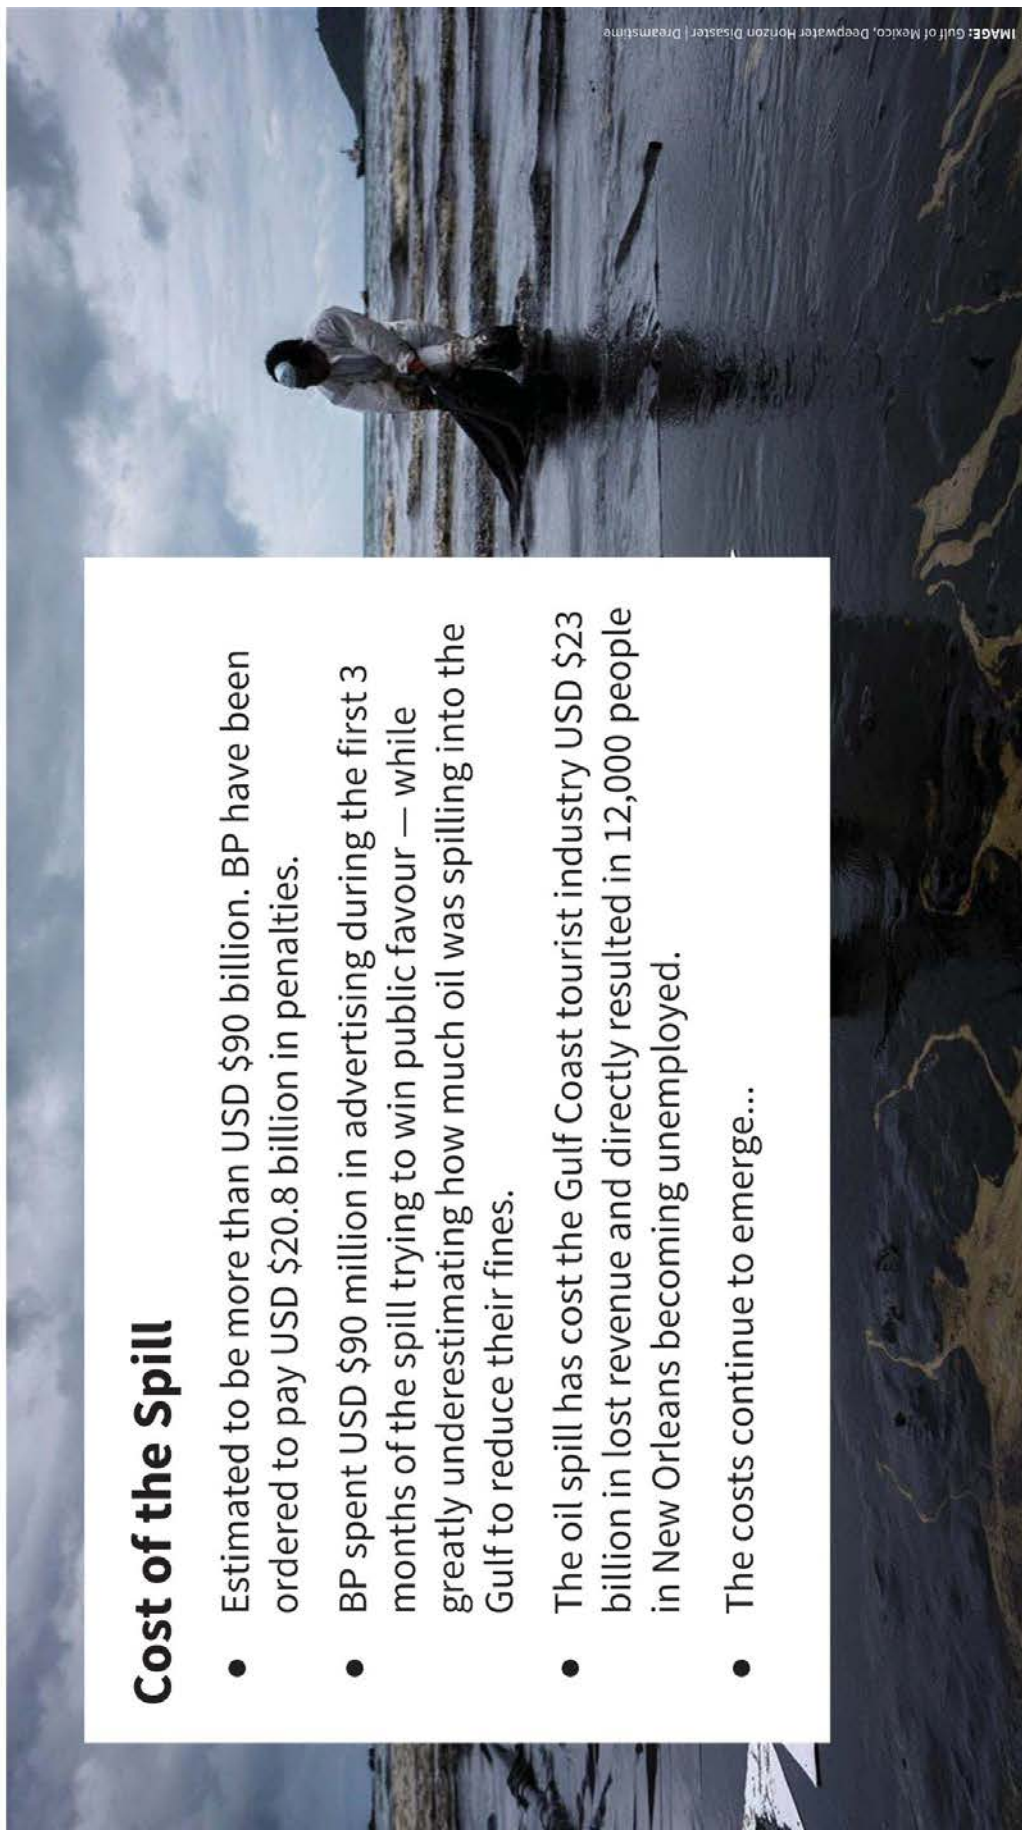 Cost of the Spill
• Estimated to be more than USD $90 billion. BP have been
ordered to pay USD $20.8 billion in penalties.
• BP spent USD $90 million in advertising during the first 3
months of the spill trying to win public favour — while
greatly underestimating how much oil was spilling into the
Gulf to reduce their fines.
• The oil spill has cost the Gulf Coast tourist industry USD $23
billion in lost revenue and directly resulted in 12,000 people
in New Orleans becoming unemployed.
• The costs continue to emerge...
IMAGE: Gulf of Mexico, Deepwater Horizon Disaster | Dreamstime